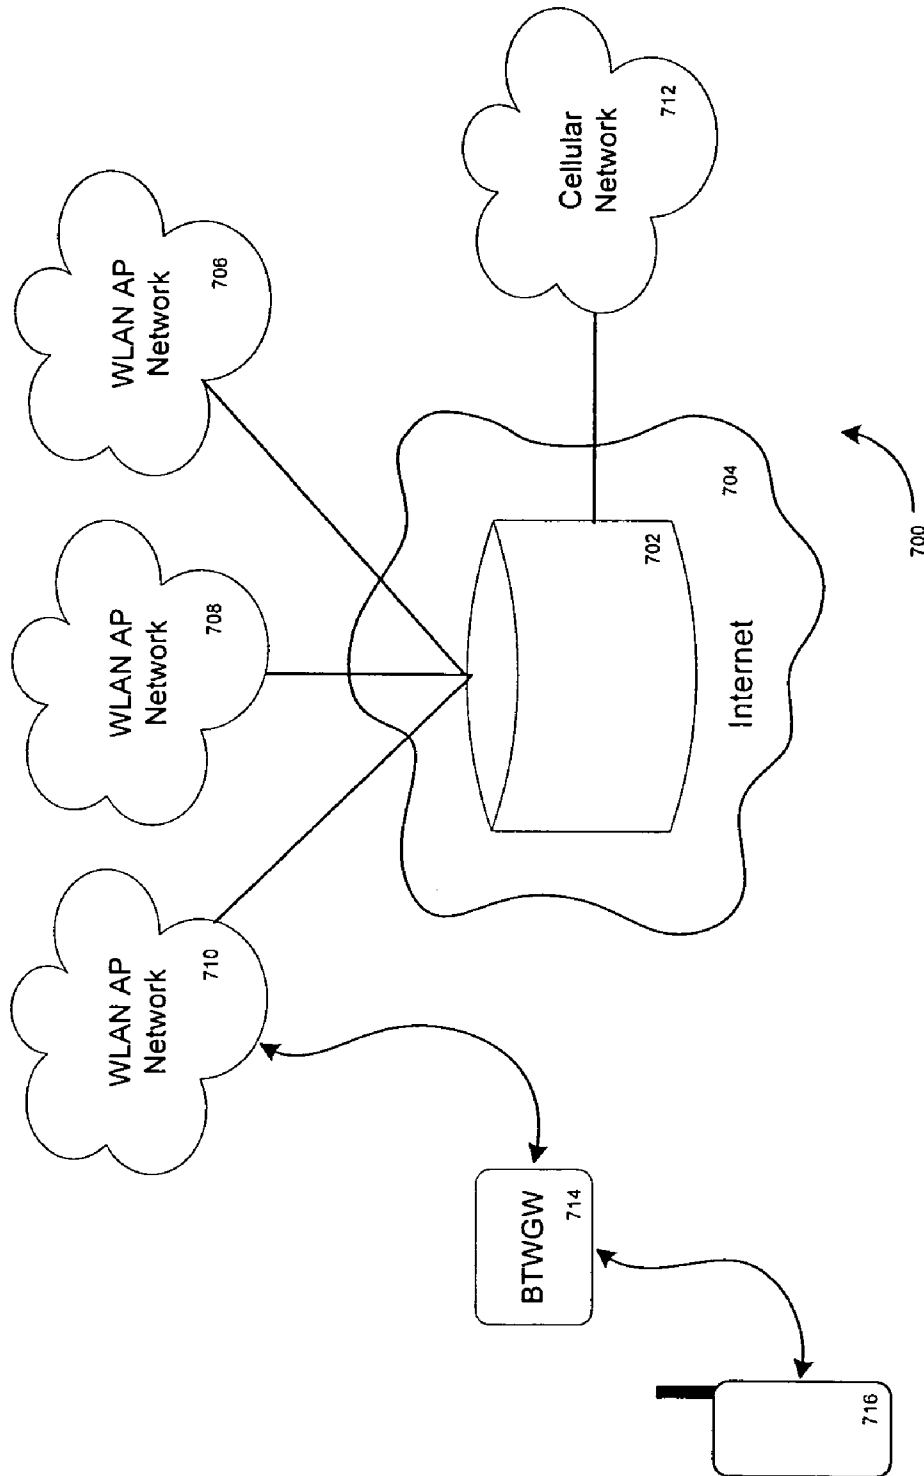 WLAN AP
Network
710
WLAN AP
Network
708
WLAN AP
Network
706
BTWGW
714
716
702
Internet
704
Cellular
Network
712
700